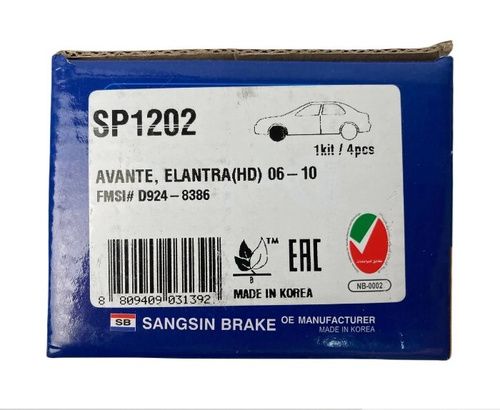 SP1202
1kit / 4pcs
AVANTE, ELANTRA(HD) 06-10
FMSI# D924-8386
TM
B
EAC
8 809409 031392
MADE IN KOREA
NB-0002
SB SANGSIN BRAKE OE MANUFACTURER
MADE IN KOREA